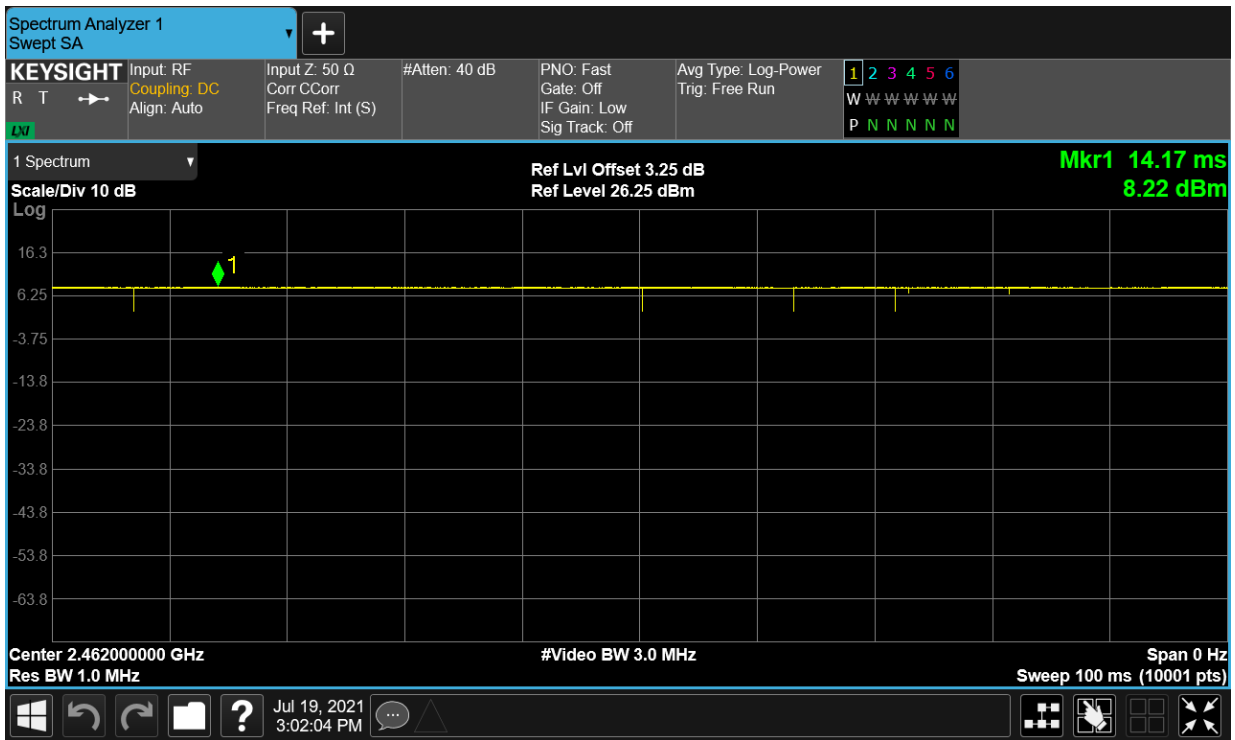 Spectrum Analyzer 1
Swept SA
KEYSIGHT
R T
LXI
Input: RF
Coupling: DC
Align: Auto
Input Z: 50 Ω
Corr CCorr
Freq Ref: Int (S)
#Atten: 40 dB
PNO: Fast
Gate: Off
IF Gain: Low
Sig Track: Off
Avg Type: Log-Power
Trig: Free Run
1 2 3 4 5 6
W W W W W W
P N N N N N
1 Spectrum
Scale/Div 10 dB
Log
Ref Lvl Offset 3.25 dB
Ref Level 26.25 dBm
Mkr1 14.17 ms
8.22 dBm
1
16.3
6.25
-3.75
-13.8
-23.8
-33.8
-43.8
-53.8
-63.8
Center 2.462000000 GHz
Res BW 1.0 MHz
#Video BW 3.0 MHz
Span 0 Hz
Sweep 100 ms (10001 pts)
?
Jul 19, 2021
3:02:04 PM